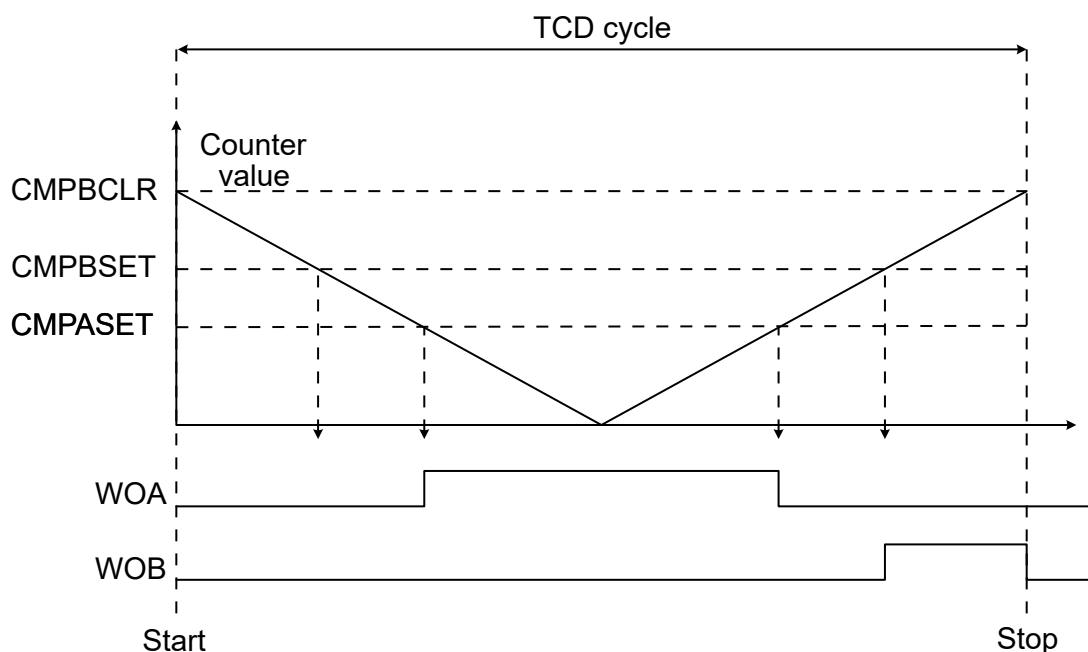 TCD cycle
Counter
value
CMPBCLR
CMPBSET
CMPASET
WOA
WOB
Start
Stop